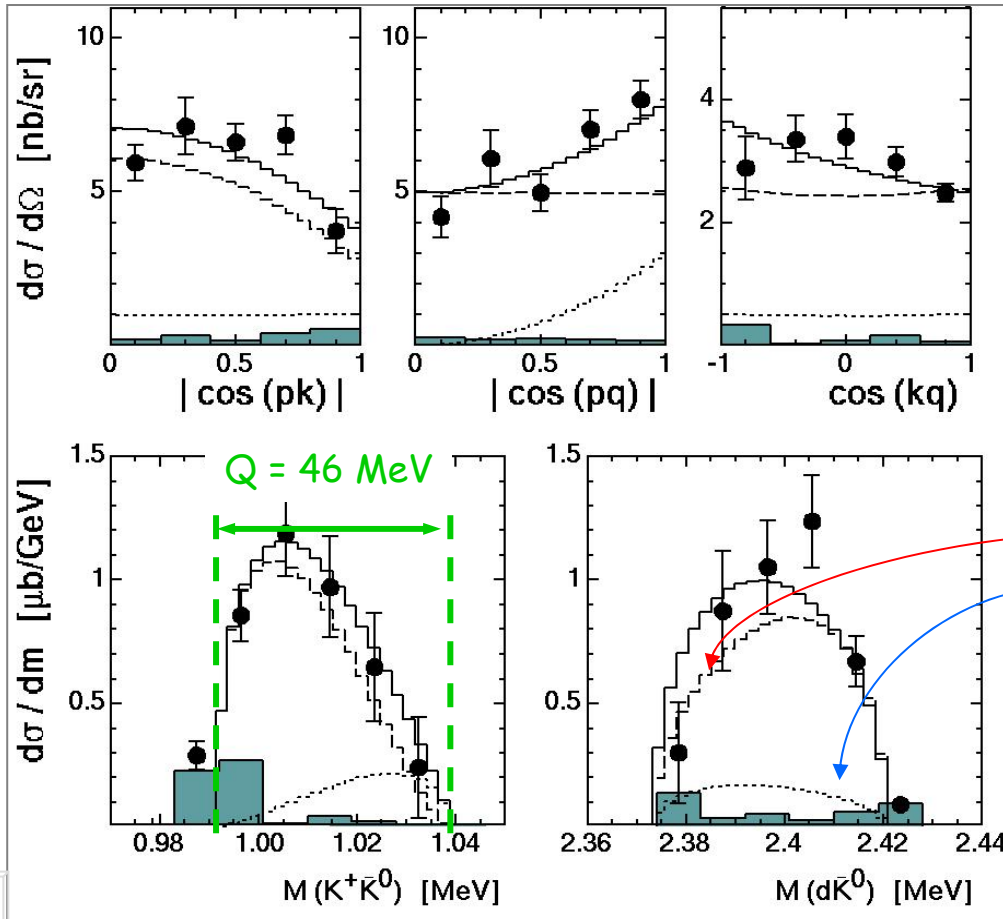 dσ / dΩ [nb/sr]
10
5
0
0 0.5 1
| cos (pk) |
10
5
0
0 0.5 1
| cos (pq) |
4
2
-1 0 1
cos (kq)
dσ / dm [μb/GeV]
1.5
1
0.5
Q = 46 MeV
0.98 1.00 1.02 1.04
M (K⁺K̄⁰) [MeV]
1.5
1
0.5
2.36 2.38 2.4 2.42 2.44
M (dK̄⁰) [MeV]